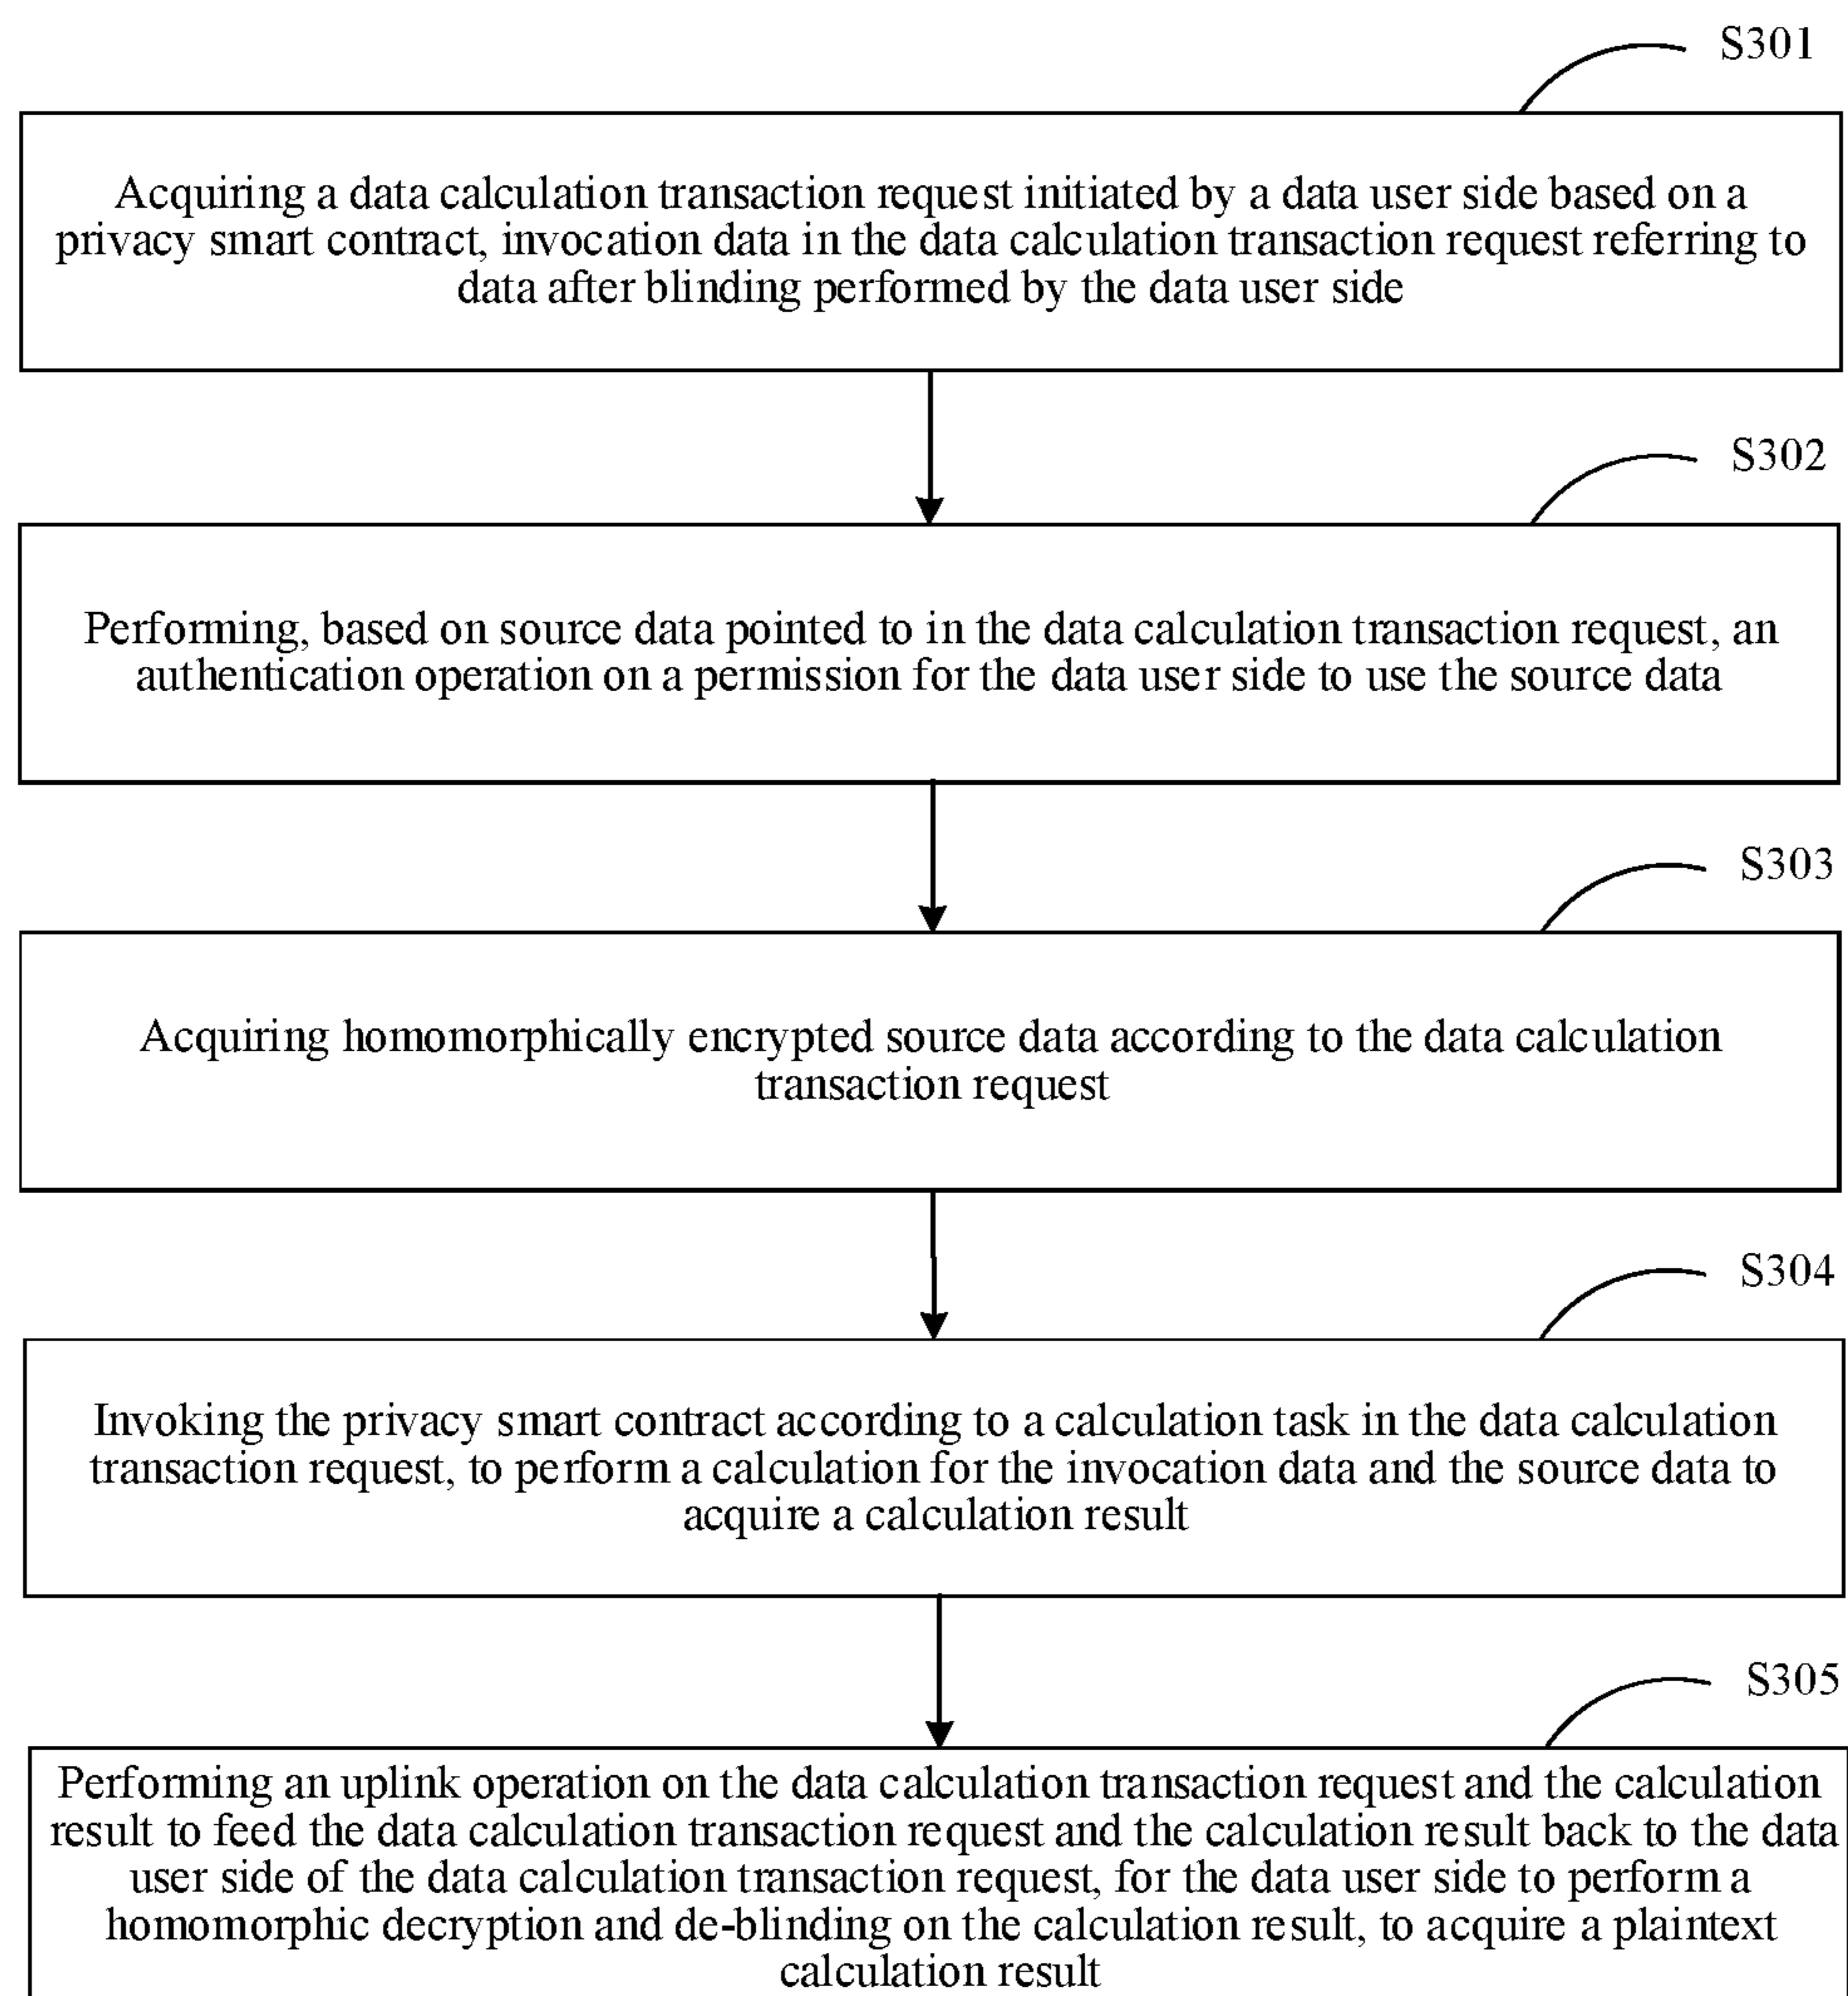 S301
Acquiring a data calculation transaction request initiated by a data user side based on a
privacy smart contract, invocation data in the data calculation transaction request referring to
data after blinding performed by the data user side
S302
Performing, based on source data pointed to in the data calculation transaction request, an
authentication operation on a permission for the data user side to use the source data
S303
Acquiring homomorphically encrypted source data according to the data calculation
transaction request
S304
Invoking the privacy smart contract according to a calculation task in the data calculation
transaction request, to perform a calculation for the invocation data and the source data to
acquire a calculation result
S305
Performing an uplink operation on the data calculation transaction request and the calculation
result to feed the data calculation transaction request and the calculation result back to the data
user side of the data calculation transaction request, for the data user side to perform a
homomorphic decryption and de-blinding on the calculation result, to acquire a plaintext
calculation result